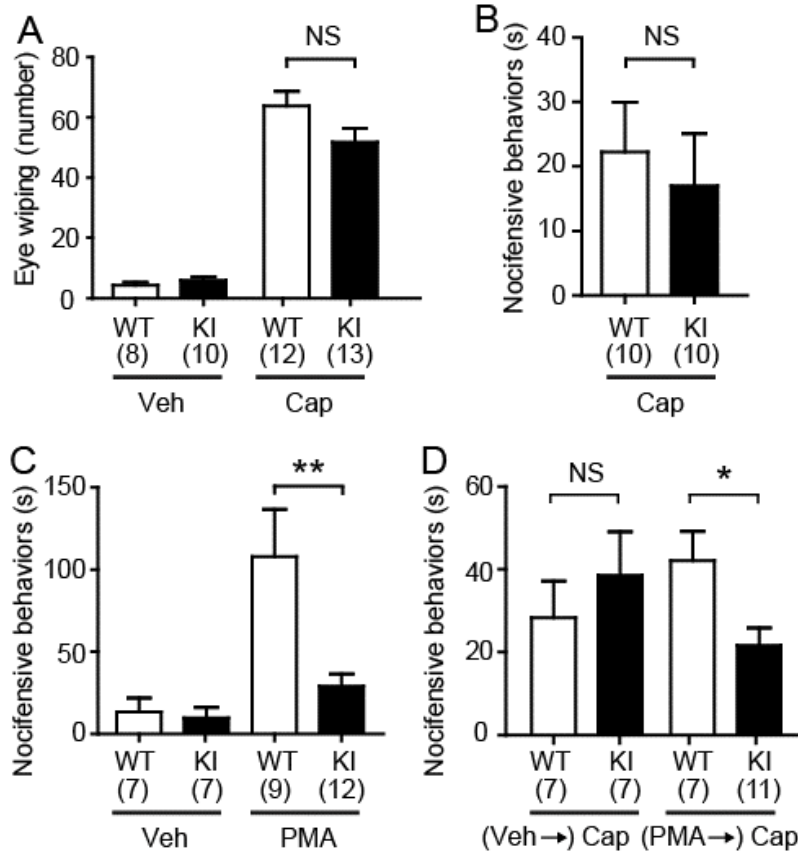 A
Eye wiping (number)
80
60
40
20
0
NS
WT KI WT KI
(8) (10) (12) (13)
Veh Cap
B
Nocifensive behaviors (s)
40
30
20
10
0
NS
WT KI
(10) (10)
Cap
C
Nocifensive behaviors (s)
150
100
50
0
**
WT KI WT KI
(7) (7) (9) (12)
Veh PMA
D
Nocifensive behaviors (s)
60
40
20
0
NS *
WT KI WT KI
(7) (7) (7) (11)
(Veh→) Cap (PMA→) Cap